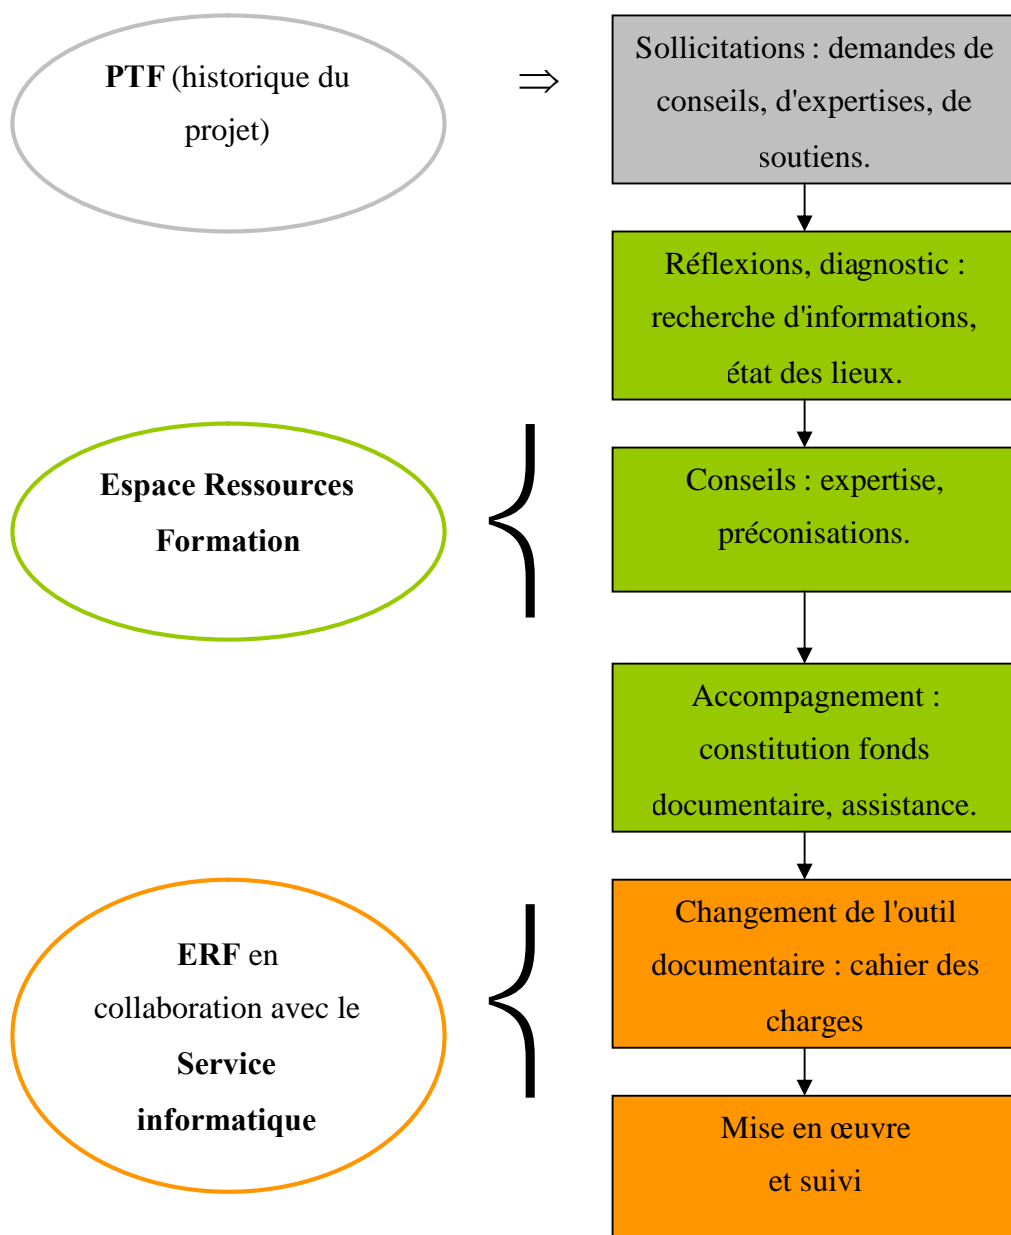 PTF (historique du
projet)
⇒
Sollicitations : demandes de
conseils, d'expertises, de
soutiens.
Réflexions, diagnostic :
recherche d'informations,
état des lieux.
Espace Ressources
Formation
Conseils : expertise,
préconisations.
Accompagnement :
constitution fonds
documentaire, assistance.
ERF en
collaboration avec le
Service
informatique
Changement de l'outil
documentaire : cahier des
charges
Mise en œuvre
et suivi